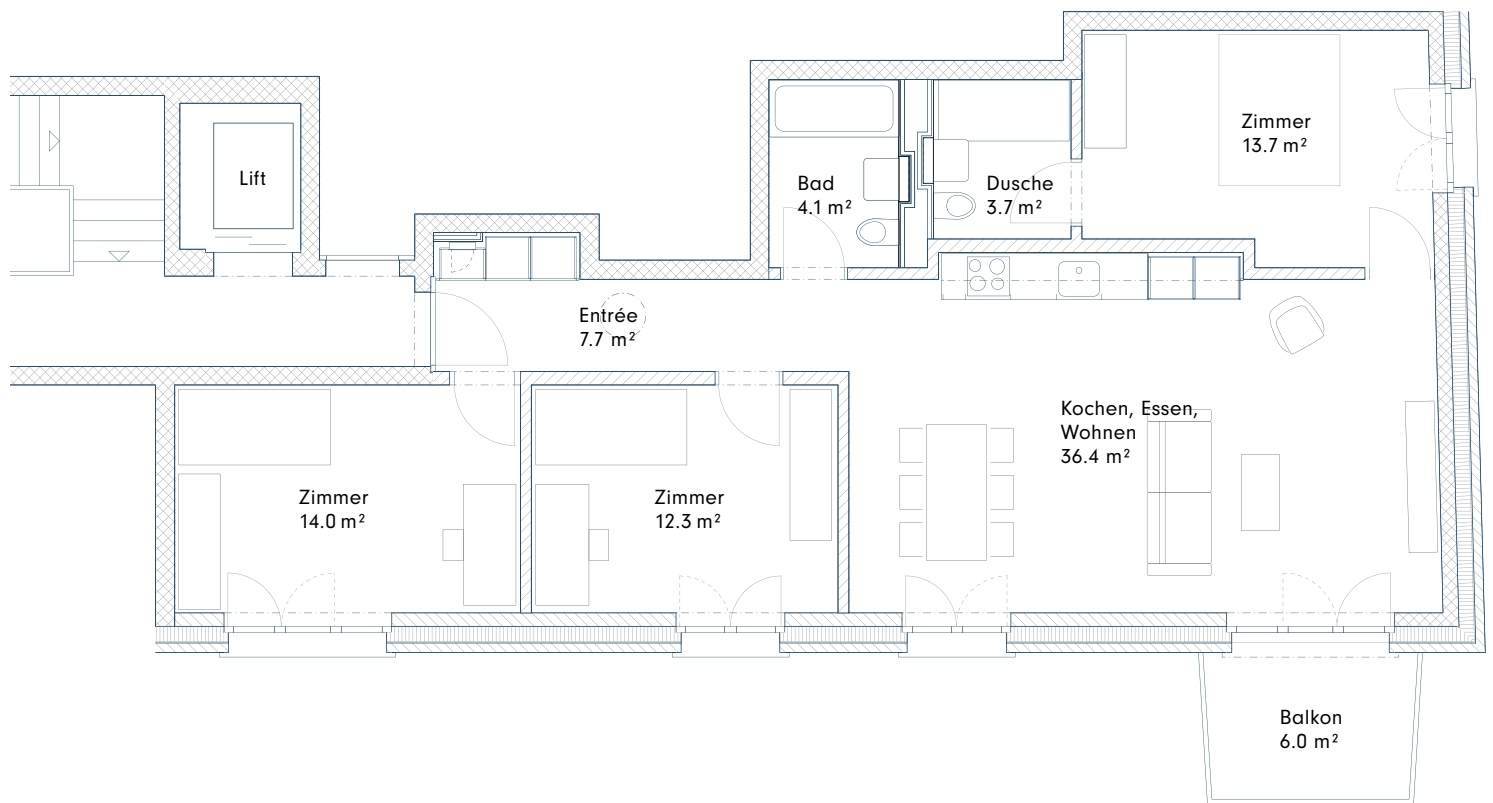 Lift
Bad
4.1 m²
Dusche
3.7 m²
Zimmer
13.7 m²
Entrée
7.7 m²
Kochen, Essen,
Wohnen
36.4 m²
Zimmer
14.0 m²
Zimmer
12.3 m²
Balkon
6.0 m²